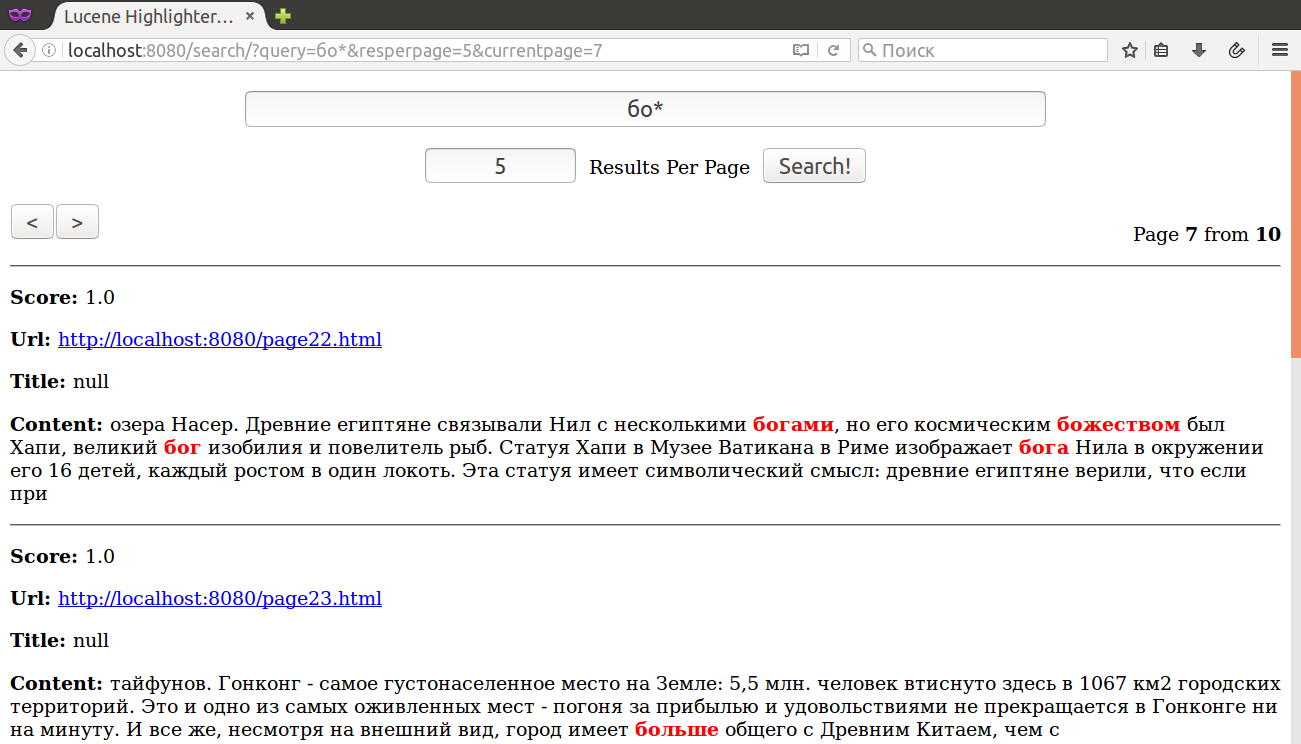 Lucene Highlighter...
localhost:8080/search/?query=бо*&resperpage=5&currentpage=7
Поиск
бо*
5 Results Per Page Search!
< >
Page 7 from 10
Score: 1.0
Url: http://localhost:8080/page22.html
Title: null
Content: озера Насер. Древние египтяне связывали Нил с несколькими богами, но его космическим божеством был
Хапи, великий бог изобилия и повелитель рыб. Статуя Хапи в Музее Ватикана в Риме изображает бога Нила в окружении
его 16 детей, каждый ростом в один локоть. Эта статуя имеет символический смысл: древние египтяне верили, что если
при
Score: 1.0
Url: http://localhost:8080/page23.html
Title: null
Content: тайфунов. Гонконг - самое густонаселенное место на Земле: 5,5 млн. человек втиснуто здесь в 1067 км2 городских
территорий. Это и одно из самых оживленных мест - погоня за прибылью и удовольствиями не прекращается в Гонконге ни
на минуту. И все же, несмотря на внешний вид, город имеет больше общего с Древним Китаем, чем с